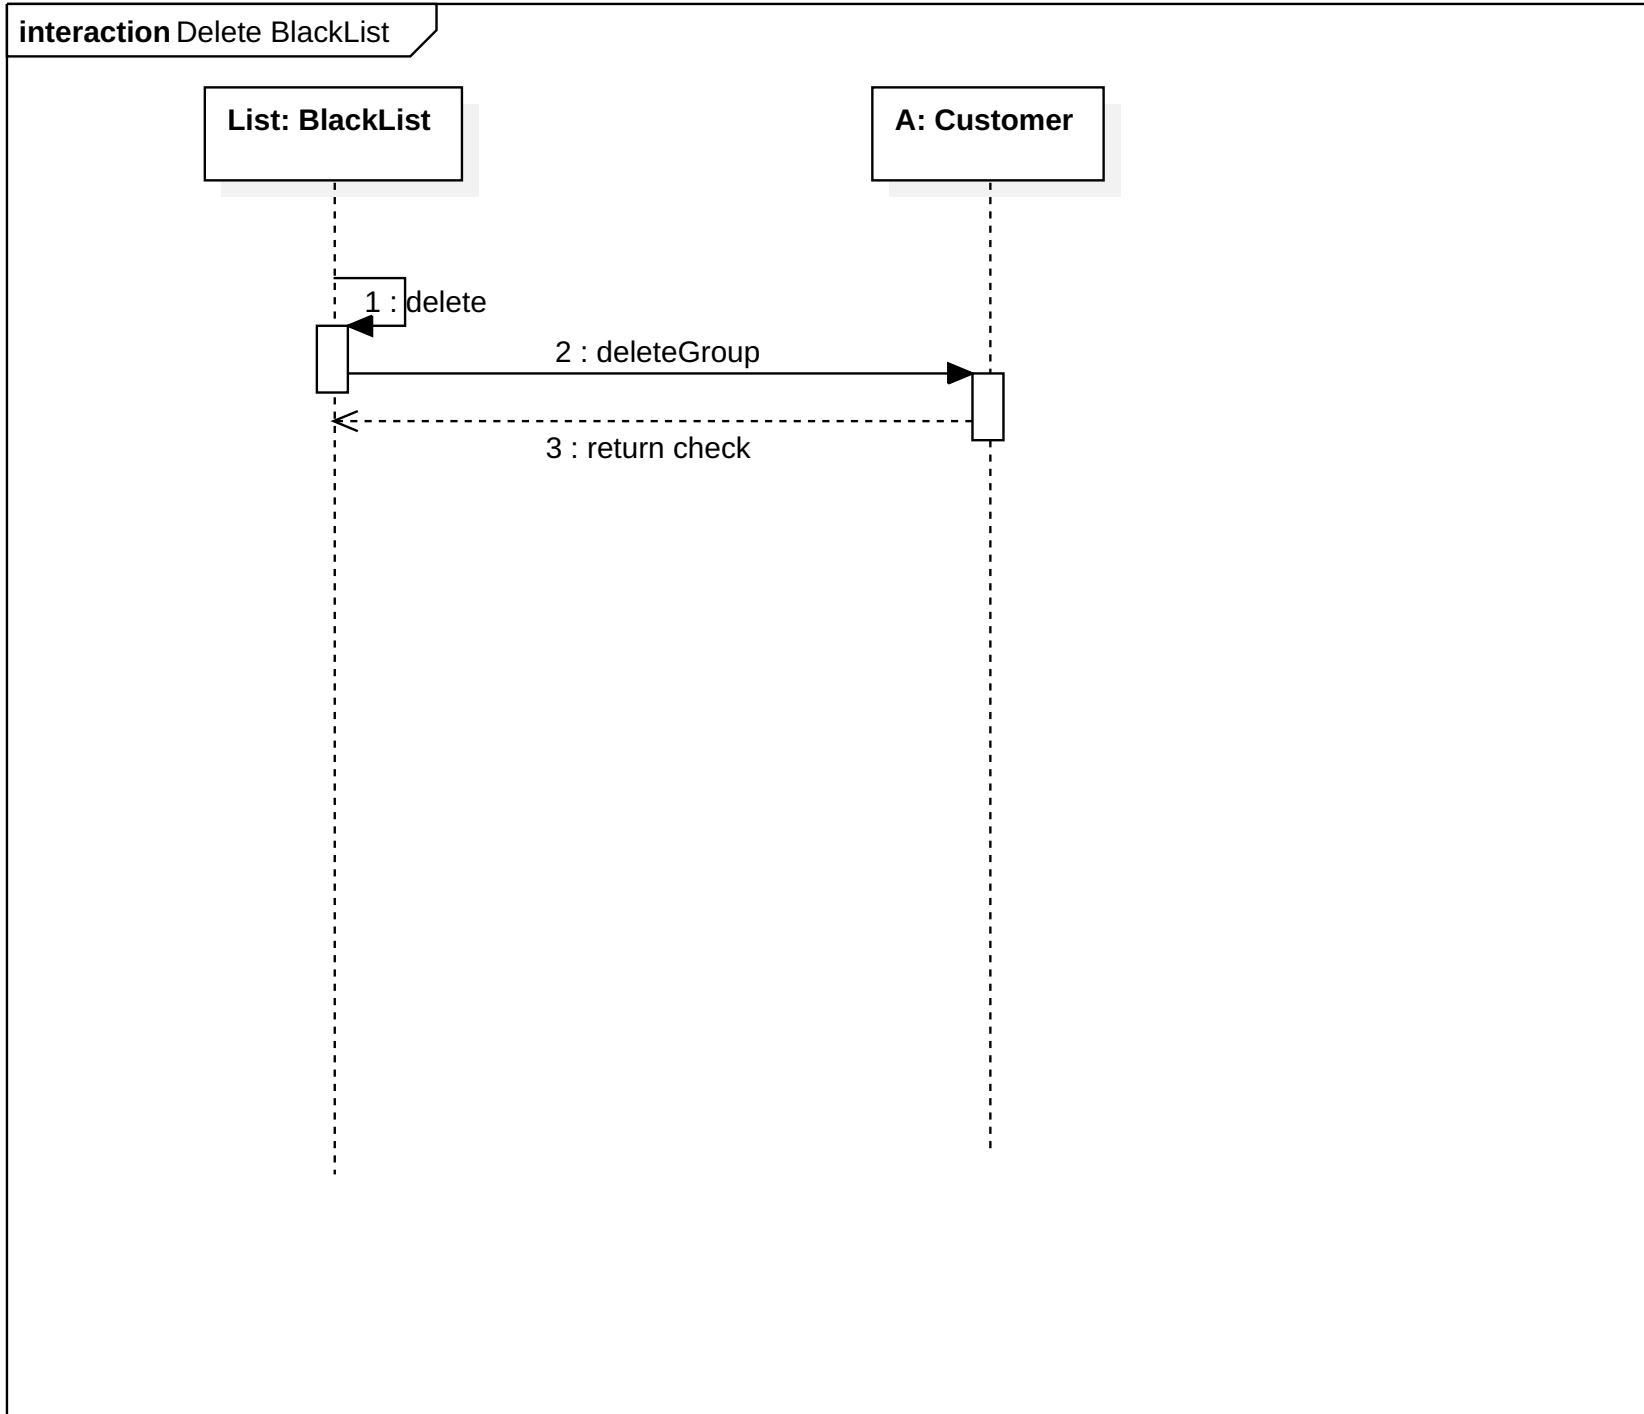 interaction Delete BlackList
List: BlackList
A: Customer
1 : delete
2 : deleteGroup
3 : return check